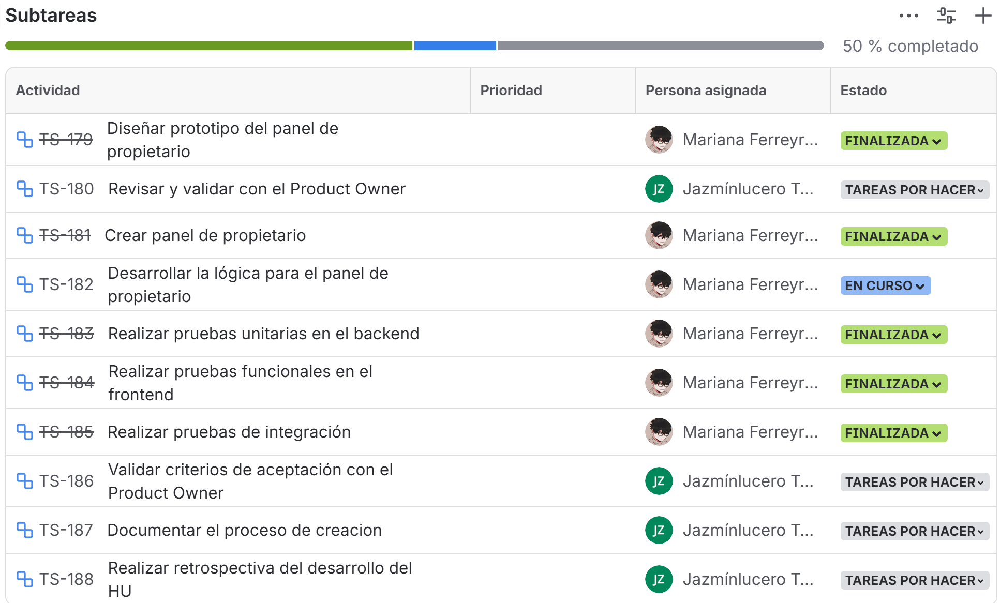 Subtareas
50 % completado
Actividad Prioridad Persona asignada Estado
TS-179 Diseñar prototipo del panel de propietario Mariana Ferreyr... FINALIZADA
TS-180 Revisar y validar con el Product Owner JZ Jazmínlucero T... TAREAS POR HACER
TS-181 Crear panel de propietario Mariana Ferreyr... FINALIZADA
TS-182 Desarrollar la lógica para el panel de propietario Mariana Ferreyr... EN CURSO
TS-183 Realizar pruebas unitarias en el backend Mariana Ferreyr... FINALIZADA
TS-184 Realizar pruebas funcionales en el frontend Mariana Ferreyr... FINALIZADA
TS-185 Realizar pruebas de integración Mariana Ferreyr... FINALIZADA
TS-186 Validar criterios de aceptación con el Product Owner JZ Jazmínlucero T... TAREAS POR HACER
TS-187 Documentar el proceso de creacion JZ Jazmínlucero T... TAREAS POR HACER
TS-188 Realizar retrospectiva del desarrollo del HU JZ Jazmínlucero T... TAREAS POR HACER